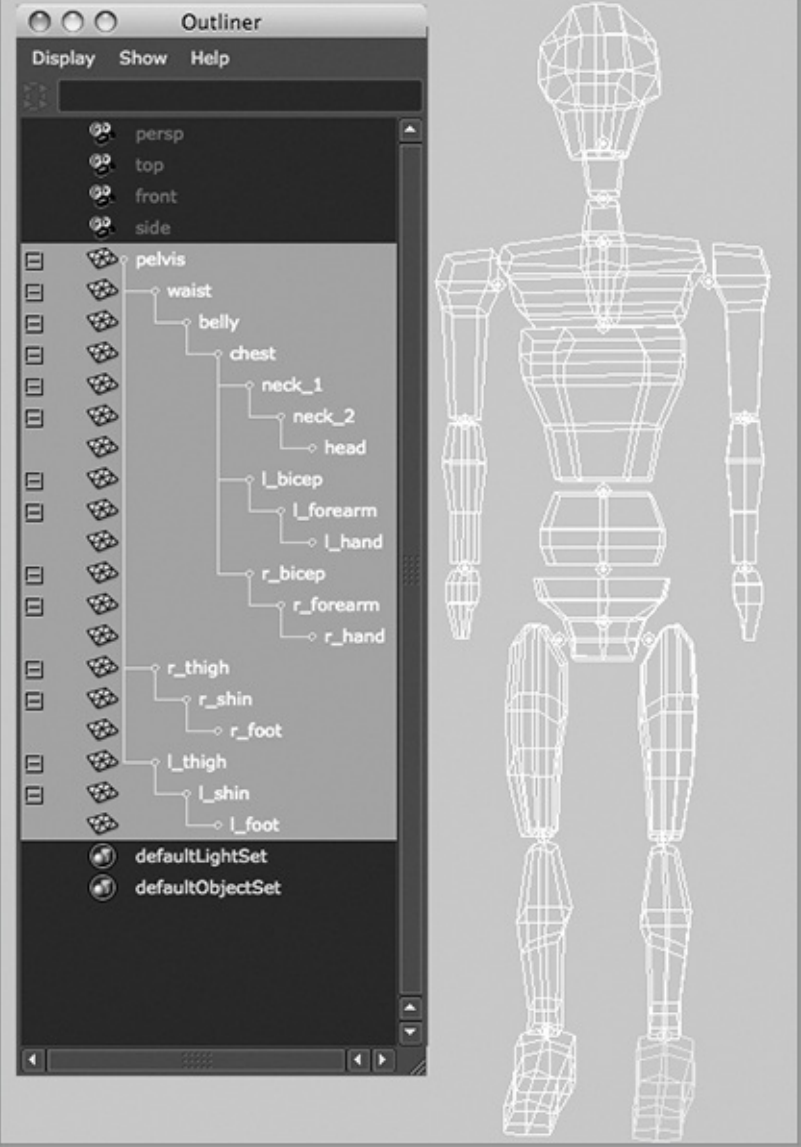 Outliner
Display Show Help
persp
top
front
side
pelvis
waist
belly
chest
neck_1
neck_2
head
l_bicep
l_forearm
l_hand
r_bicep
r_forearm
r_hand
r_thigh
r_shin
r_foot
l_thigh
l_shin
l_foot
defaultLightSet
defaultObjectSet